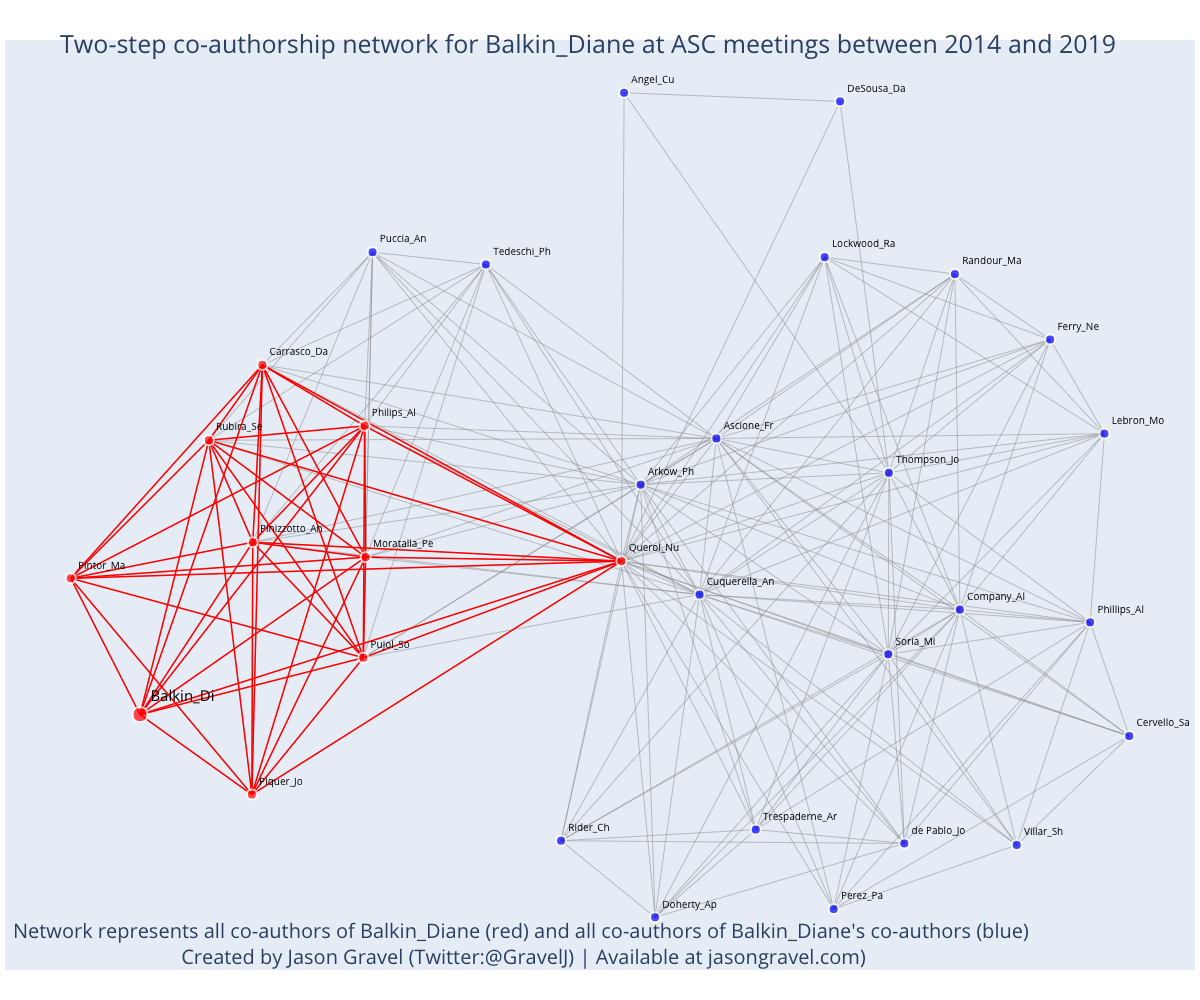 Two-step co-authorship network for Balkin_Diane at ASC meetings between 2014 and 2019
Angel_Cu
DeSousa_Da
Puccia_An
Tedeschi_Ph
Lockwood_Ra
Randour_Ma
Ferry_Ne
Carrasco_Da
Philips_Al
Rubira_Se
Ascione_Fr
Lebron_Mo
Thompson_Jo
Arkow_Ph
Pinizzotto_An
Moratalla_Pe
Querol_Nu
Pintor_Ma
Cuquerella_An
Company_Al
Phillips_Al
Pujol_So
Soria_Mi
Balkin_Di
Cervello_Sa
Piquer_Jo
Rider_Ch
Trespaderne_Ar
de Pablo_Jo
Villar_Sh
Doherty_Ap
Perez_Pa
Network represents all co-authors of Balkin_Diane (red) and all co-authors of Balkin_Diane's co-authors (blue)
Created by Jason Gravel (Twitter:@GravelJ) | Available at jasongravel.com)